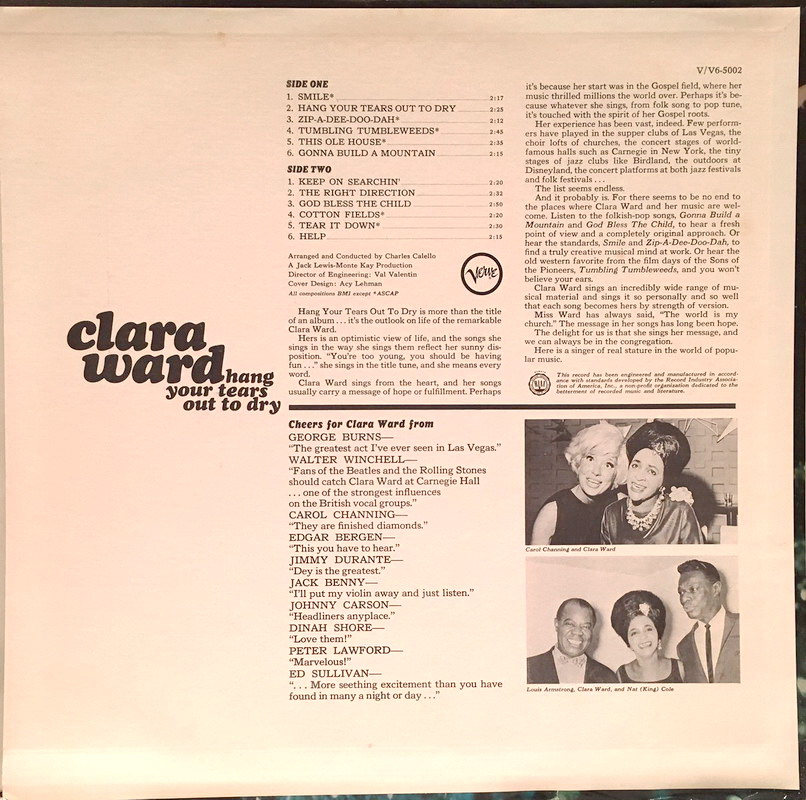 clara
ward
hang
your tears
out to dry
SIDE ONE
1. SMILE* 2:17
2. HANG YOUR TEARS OUT TO DRY 2:25
3. ZIP-A-DEE-DOO-DAH* 2:12
4. TUMBLING TUMBLEWEEDS* 2:45
5. THIS OLE HOUSE* 2:35
6. GONNA BUILD A MOUNTAIN 2:15
SIDE TWO
1. KEEP ON SEARCHIN' 2:20
2. THE RIGHT DIRECTION 2:32
3. GOD BLESS THE CHILD 2:50
4. COTTON FIELDS* 2:20
5. TEAR IT DOWN* 2:30
6. HELP 2:15
Arranged and Conducted by Charles Calello
A Jack Lewis-Monte Kay Production
Director of Engineering: Val Valentin
Cover Design: Acy Lehman
All compositions BMI except *ASCAP
Verve
Hang Your Tears Out To Dry is more than the title
of an album . . . it's the outlook on life of the remarkable
Clara Ward.
Hers is an optimistic view of life, and the songs she
sings in the way she sings them reflect her sunny dis-
position. "You're too young, you should be having
fun . . ." she sings in the title tune, and she means every
word.
Clara Ward sings from the heart, and her songs
usually carry a message of hope or fulfillment. Perhaps
V/V6-5002
it's because her start was in the Gospel field, where her
music thrilled millions the world over. Perhaps it's be-
cause whatever she sings, from folk song to pop tune,
it's touched with the spirit of her Gospel roots.
Her experience has been vast, indeed. Few perform-
ers have played in the supper clubs of Las Vegas, the
choir lofts of churches, the concert stages of world-
famous halls such as Carnegie in New York, the tiny
stages of jazz clubs like Birdland, the outdoors at
Disneyland, the concert platforms at both jazz festivals
and folk festivals . . .
The list seems endless.
And it probably is. For there seems to be no end to
the places where Clara Ward and her music are wel-
come. Listen to the folkish-pop songs, Gonna Build a
Mountain and God Bless The Child, to hear a fresh
point of view and a completely original approach. Or
hear the standards, Smile and Zip-A-Dee-Doo-Dah, to
find a truly creative musical mind at work. Or hear the
old western favorite from the film days of the Sons of
the Pioneers, Tumbling Tumbleweeds, and you won't
believe your ears.
Clara Ward sings an incredibly wide range of mu-
sical material and sings it so personally and so well
that each song becomes hers by strength of version.
Miss Ward has always said, "The world is my
church." The message in her songs has long been hope.
The delight for us is that she sings her message, and
we can always be in the congregation.
Here is a singer of real stature in the world of popu-
lar music.
This record has been engineered and manufactured in accord-
ance with standards developed by the Record Industry Associa-
tion of America, Inc., a non-profit organization dedicated to the
betterment of recorded music and literature.
Cheers for Clara Ward from
GEORGE BURNS—
"The greatest act I've ever seen in Las Vegas."
WALTER WINCHELL—
"Fans of the Beatles and the Rolling Stones
should catch Clara Ward at Carnegie Hall
. . . one of the strongest influences
on the British vocal groups."
CAROL CHANNING—
"They are finished diamonds."
EDGAR BERGEN—
"This you have to hear."
JIMMY DURANTE—
"Dey is the greatest."
JACK BENNY—
"I'll put my violin away and just listen."
JOHNNY CARSON—
"Headliners anyplace."
DINAH SHORE—
"Love them!"
PETER LAWFORD—
"Marvelous!"
ED SULLIVAN—
". . . More seething excitement than you have
found in many a night or day . . ."
Carol Channing and Clara Ward
Louis Armstrong, Clara Ward, and Nat (King) Cole